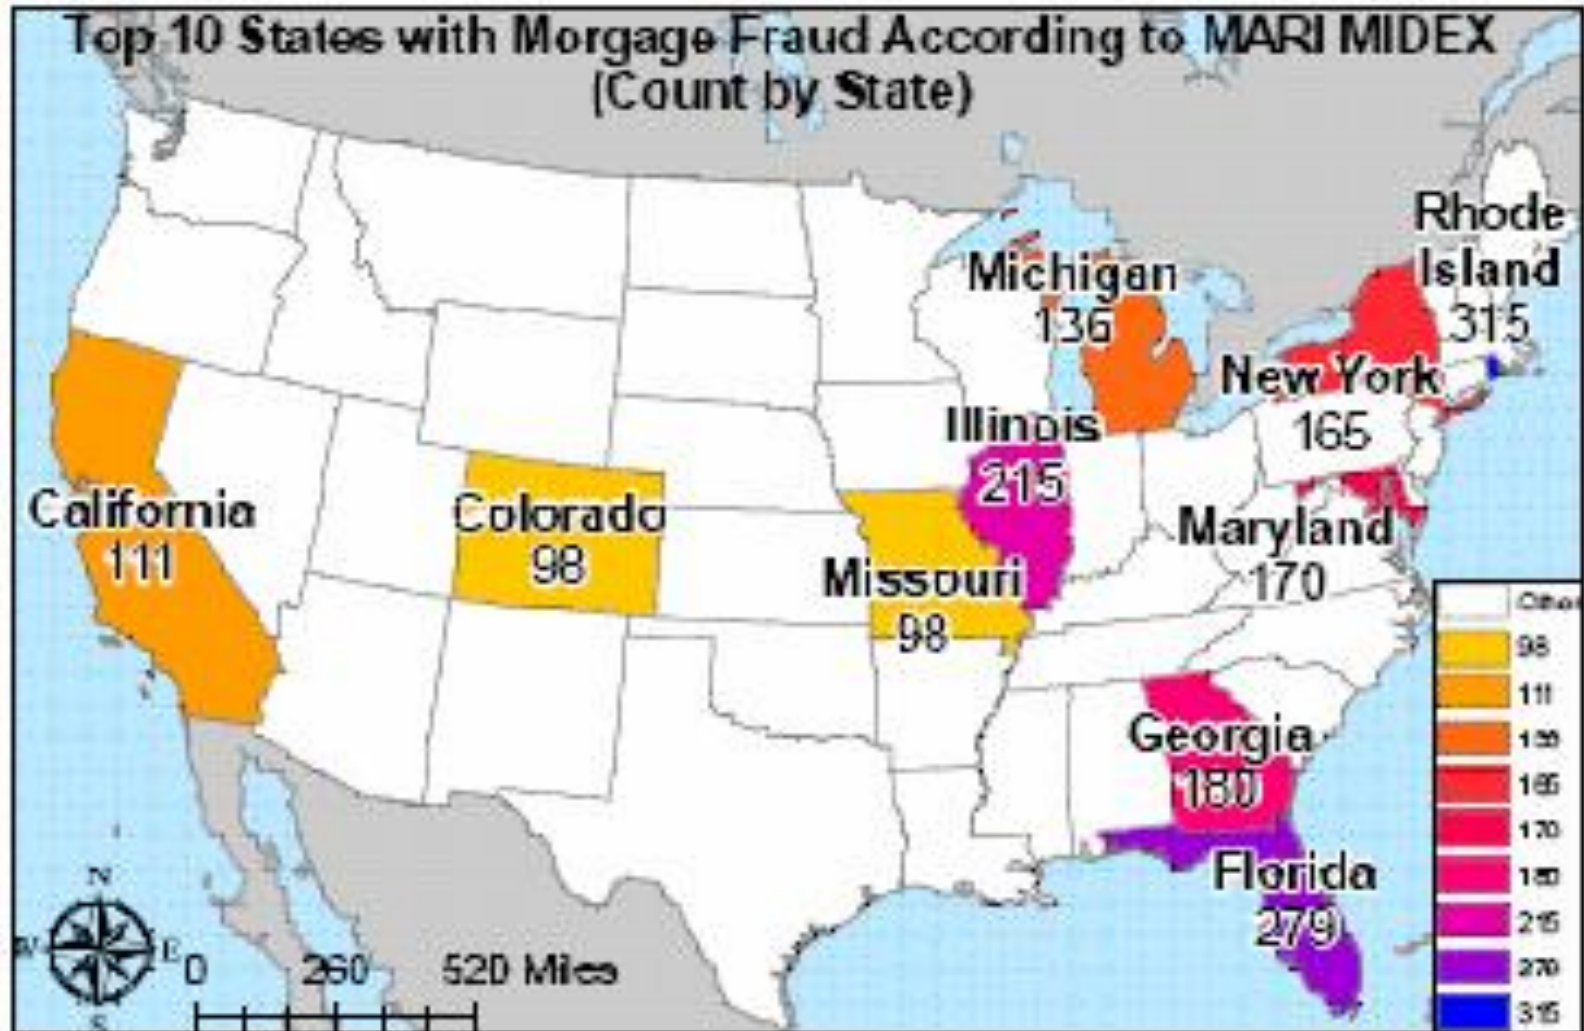 Top 10 States with Morgage Fraud According to MARI MIDEX
(Count by State)
Rhode
Island
315
Michigan
136
New York
165
Illinois
215
California
111
Colorado
98
Maryland
170
Missouri
98
Georgia
180
Florida
279
98
111
165
170
180
215
315
N
W
E
S
0 260 520 Miles